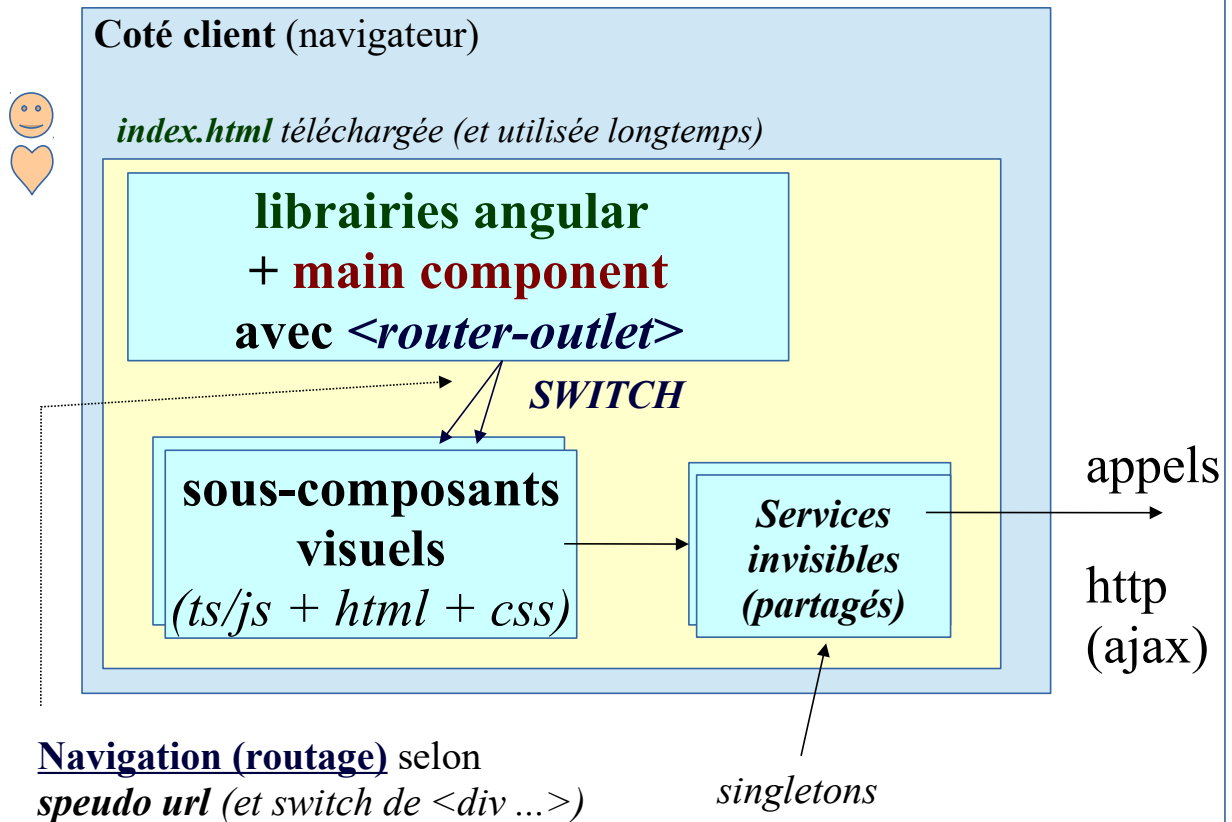 Coté client (navigateur)
index.html téléchargée (et utilisée longtemps)
librairies angular
+ main component
avec <router-outlet>
SWITCH
sous-composants
visuels
(ts/js + html + css)
Services
invisibles
(partagés)
appels
http
(ajax)
Navigation (routage) selon
speudo url (et switch de <div ...>)
singletons